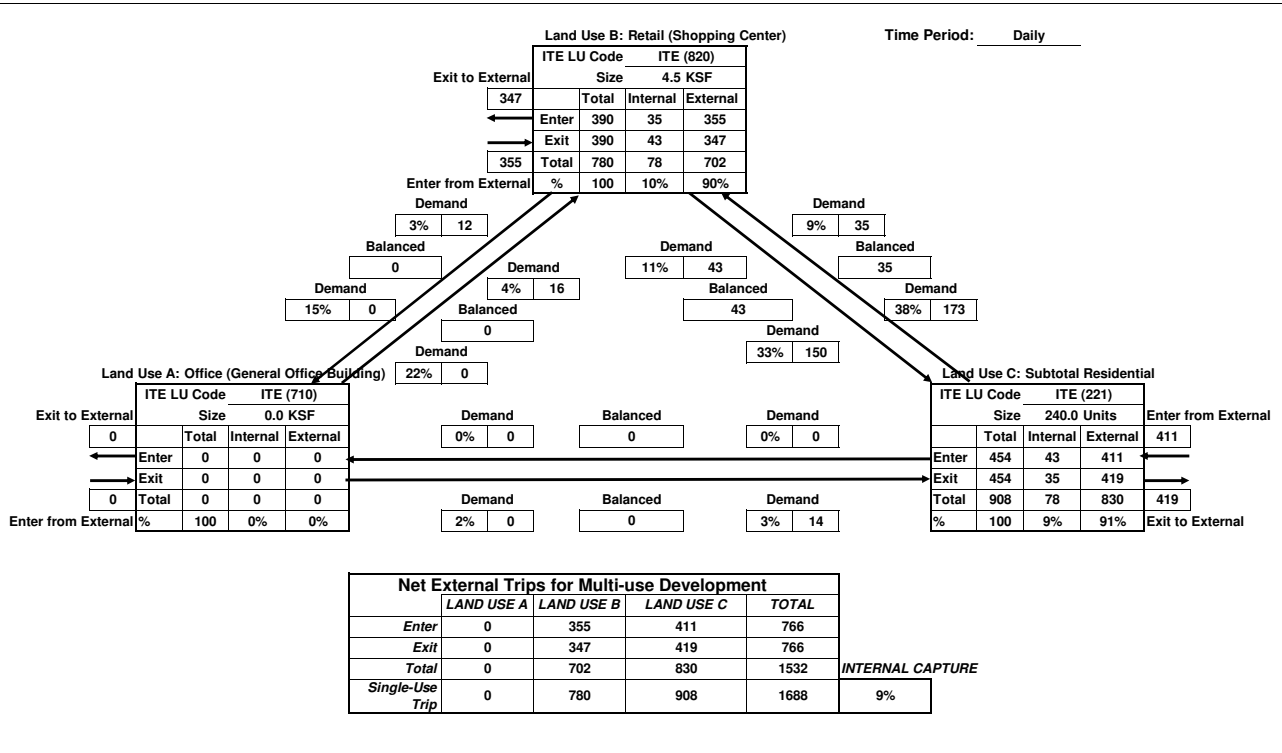 Land Use B: Retail (Shopping Center)
Time Period: Daily
ITE LU Code ITE (820)
Exit to External Size 4.5 KSF
347 Total Internal External
Enter 390 35 355
Exit 390 43 347
355 Total 780 78 702
Enter from External % 100 10% 90%
Demand Demand
3% 12 9% 35
Balanced Demand Balanced
0 Demand 11% 43 35
Demand 4% 16 Balanced Demand
15% 0 Balanced 43 38% 173
0 Demand
Demand 33% 150
Land Use A: Office (General Office Building) 22% 0 Land Use C: Subtotal Residential
ITE LU Code ITE (710) ITE LU Code ITE (221)
Exit to External Size 0.0 KSF Demand Balanced Demand Size 240.0 Units Enter from External
0 Total Internal External 0% 0 0 0% 0 Total Internal External 411
Enter 0 0 0 Enter 454 43 411
Exit 0 0 0 Exit 454 35 419
0 Total 0 0 0 Demand Balanced Demand Total 908 78 830 419
Enter from External % 100 0% 0% 2% 0 0 3% 14 % 100 9% 91% Exit to External
Net External Trips for Multi-use Development
LAND USE A LAND USE B LAND USE C TOTAL
Enter 0 355 411 766
Exit 0 347 419 766
Total 0 702 830 1532 INTERNAL CAPTURE
Single-Use
Trip 0 780 908 1688 9%